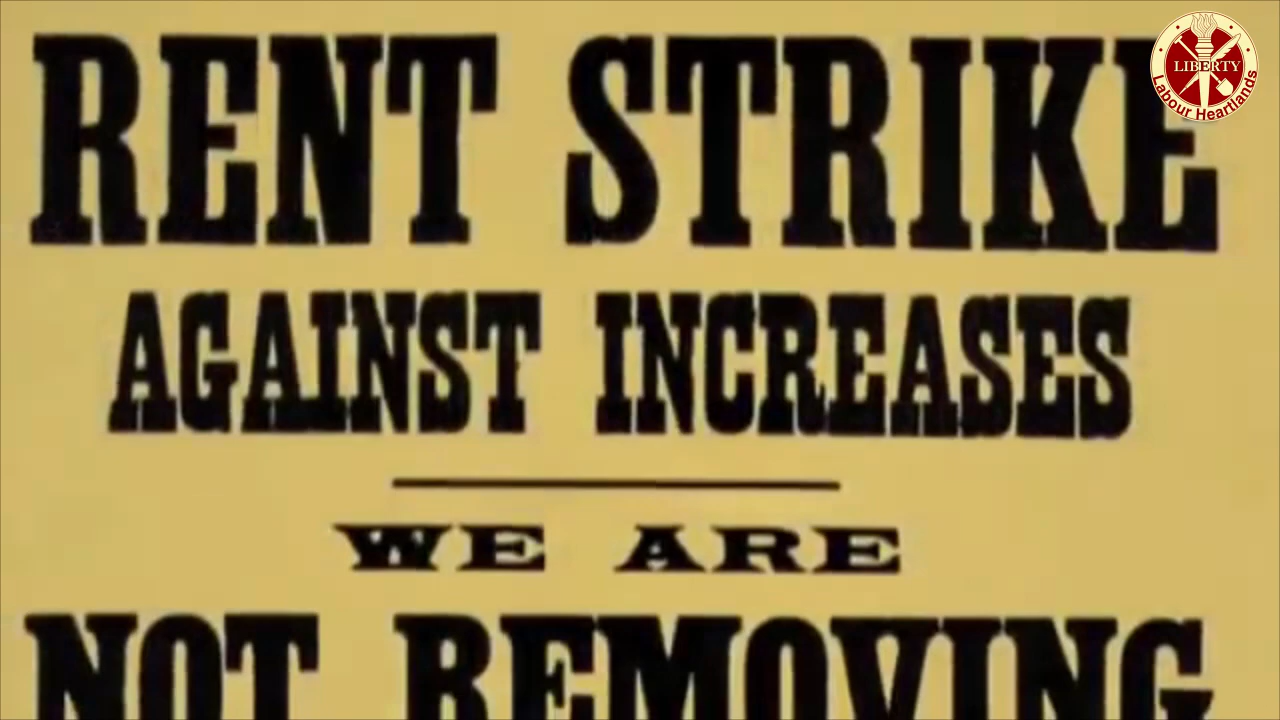 RENT STRIKE
AGAINST INCREASES
WE ARE
NOT REMOVING
LIBERTY
Labour Heartlands